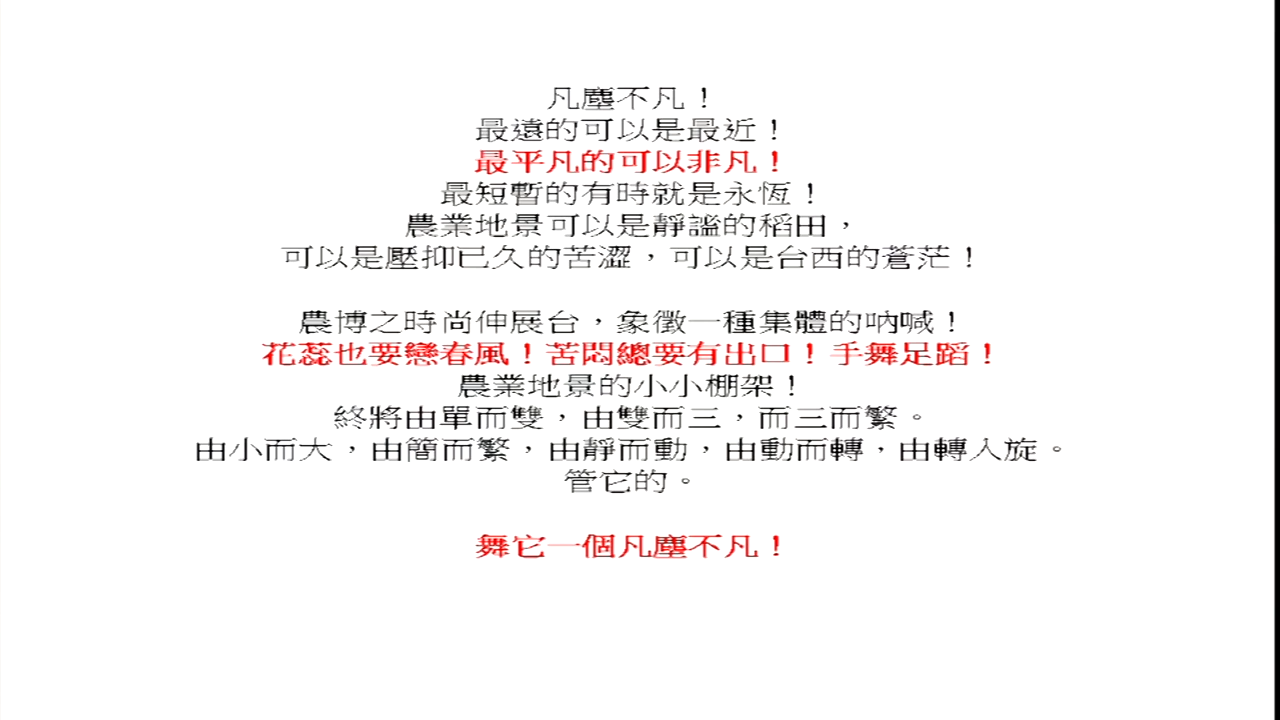 凡塵不凡！
最遠的可以是最近！
最平凡的可以非凡！
最短暫的有時就是永恆！
農業地景可以是靜謐的稻田，
可以是壓抑已久的苦澀，可以是台西的蒼茫！
農博之時尚伸展台，象徵一種集體的吶喊！
花蕊也要戀春風！苦悶總要有出口！手舞足蹈！
農業地景的小小棚架！
終將由單而雙，由雙而三，而三而繁。
由小而大，由簡而繁，由靜而動，由動而轉，由轉入旋。
管它的。
舞它一個凡塵不凡！